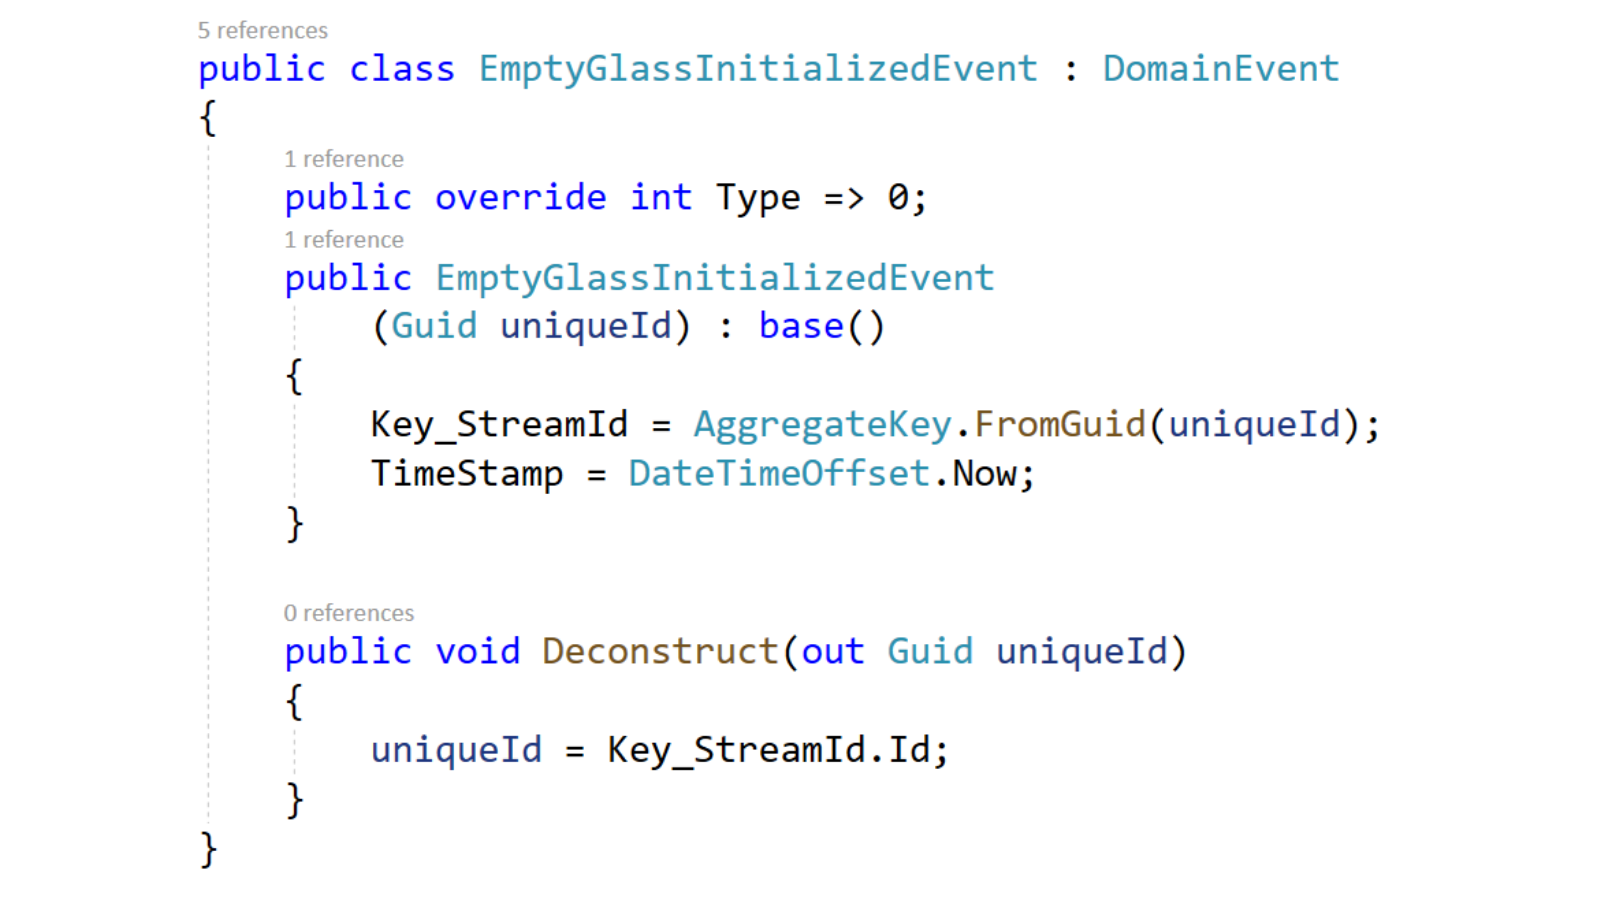 5 references
public class EmptyGlassInitializedEvent : DomainEvent
{
1 reference
public override int Type => 0;
1 reference
public EmptyGlassInitializedEvent
(Guid uniqueId) : base()
{
Key_StreamId = AggregateKey.FromGuid(uniqueId);
TimeStamp = DateTimeOffset.Now;
}
0 references
public void Deconstruct(out Guid uniqueId)
{
uniqueId = Key_StreamId.Id;
}
}